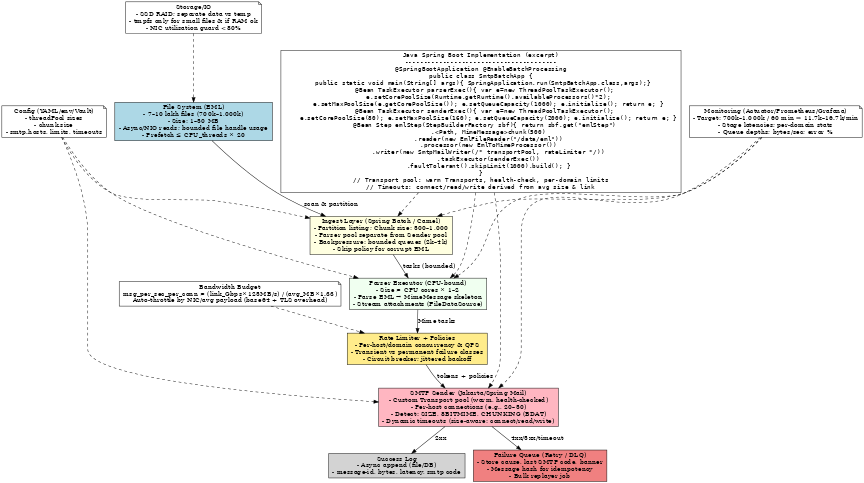 Storage/IO
- SSD RAID: separate data vs temp
- tmpfs only for small files & if RAM ok
- NIC utilization guard < 80%
Java Spring Boot Implementation (excerpt)
@SpringBootApplication @EnableBatchProcessing
public class SmtpBatchApp {
public static void main(String[] args){ SpringApplication.run(SmtpBatchApp.class,args);}
@Bean TaskExecutor parserExec(){ var e=new ThreadPoolTaskExecutor();
e.setCorePoolSize(Runtime.getRuntime().availableProcessors()*2);
e.setMaxPoolSize(e.getCorePoolSize()); e.setQueueCapacity(2000); e.initialize(); return e; }
@Bean TaskExecutor senderExec(){ var e=new ThreadPoolTaskExecutor();
e.initialize(); return e; }
@Bean Step emlStep(StepBuilderFactory sbf){ return sbf.get("emlStep")
.<Path, MimeMessage>chunk(500)
.reader(new EmlFileReader("/data/eml"))
.processor(new EmlToMimeProcessor())
.writer(new SmtpMailWriter(/* transportPool, rateLimiter */))
.taskExecutor(senderExec())
.faultTolerant().skipLimit(1000).build(); }
}
// Transport pool: warm Transports, health-check, per-domain limits
// Timeouts: connect/read/write derived from avg size & link
Config (YAML/env/Vault)
- threadPool sizes
- chunk size
- smtp.hosts, limits, timeouts
File System (EML)
- 7–10 lakh files (700k–1,000k)
- Size: 1–50 MB
- Async/NIO reads; bounded file handle usage
- Prefetch ≤ CPU_threads × 20
Monitoring (Actuator/Prometheus/Grafana)
- Target: 700k–1,000k / 60 min ⇒ 11.7k–16.7k/min
- Stage latencies, per-domain stats
- Queue depths; bytes/sec; error %
scan & partition
Ingest Layer (Spring Batch / Camel)
- Partition listing; Chunk size: 500–1,000
- Parser pool separate from Sender pool
- Backpressure: bounded queues (2k–4k)
- Skip policy for corrupt EML
tasks (bounded)
Parser Executor (CPU-bound)
- Size = CPU cores × 1–2
- Parse EML → MimeMessage skeleton
- Stream attachments (FileDataSource)
Bandwidth Budget
msg_per_sec_per_conn = (link_Gbps×125MB/s) / (avg_MB×1.33)
Auto-throttle by NIC/avg payload (base64 + TLS overhead)
Mime tasks
Rate Limiter + Policies
- Per-host/domain concurrency & QPS
- Transient vs permanent failure classes
- Circuit breaker; jittered backoff
tokens + policies
SMTP Sender (Jakarta/Spring Mail)
- Custom Transport pool (warm, health-checked)
- Per-host connections (e.g., 20–50)
- Detect: SIZE, 8BITMIME, CHUNKING (BDAT)
- Dynamic timeouts (size-aware: connect/read/write)
2xx
4xx/5xx/timeout
Success Log
- Async append (file/DB)
- message-id, bytes, latency, smtp code
Failure Queue (Retry / DLQ)
- Store cause, last SMTP code, banner
- Message hash for idempotency
- Bulk replayer job